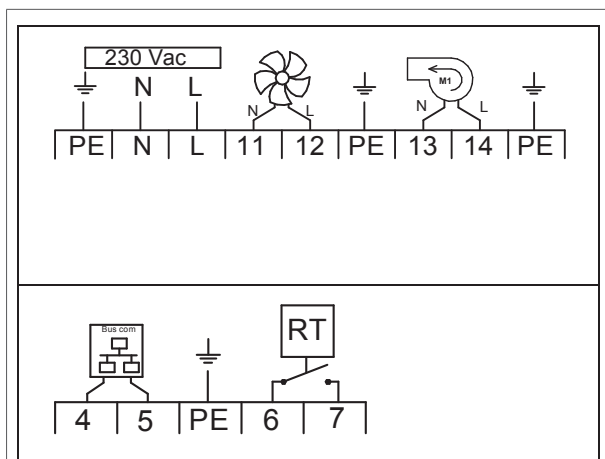 230 Vac
N L
N L
M1
N L
PE N L 11 12 PE 13 14 PE
Bus com
RT
4 5 PE 6 7